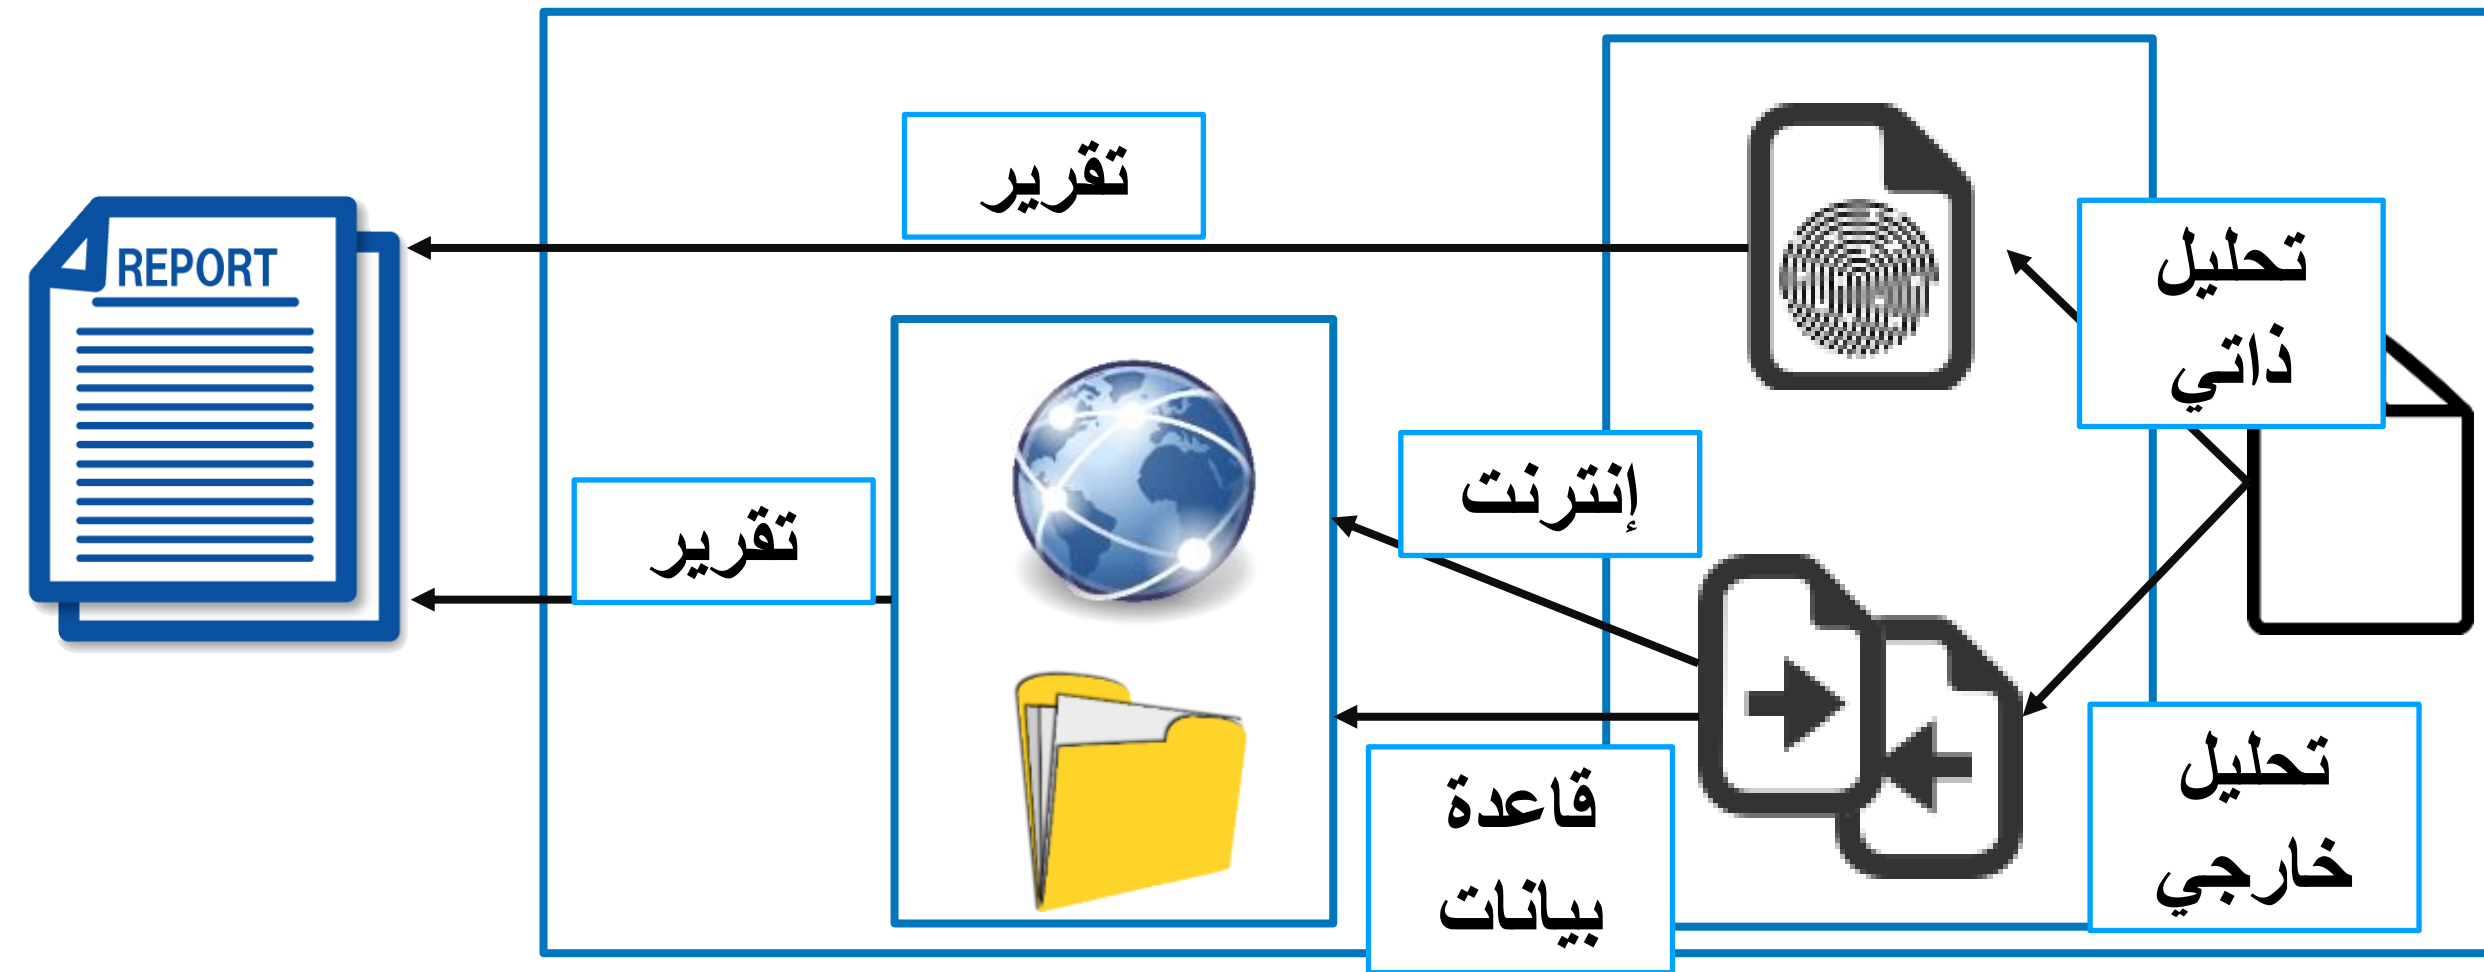 تقرير
تحليل
ذاتي
REPORT
إنترنت
تقرير
تحليل
خارجي
قاعدة
بيانات